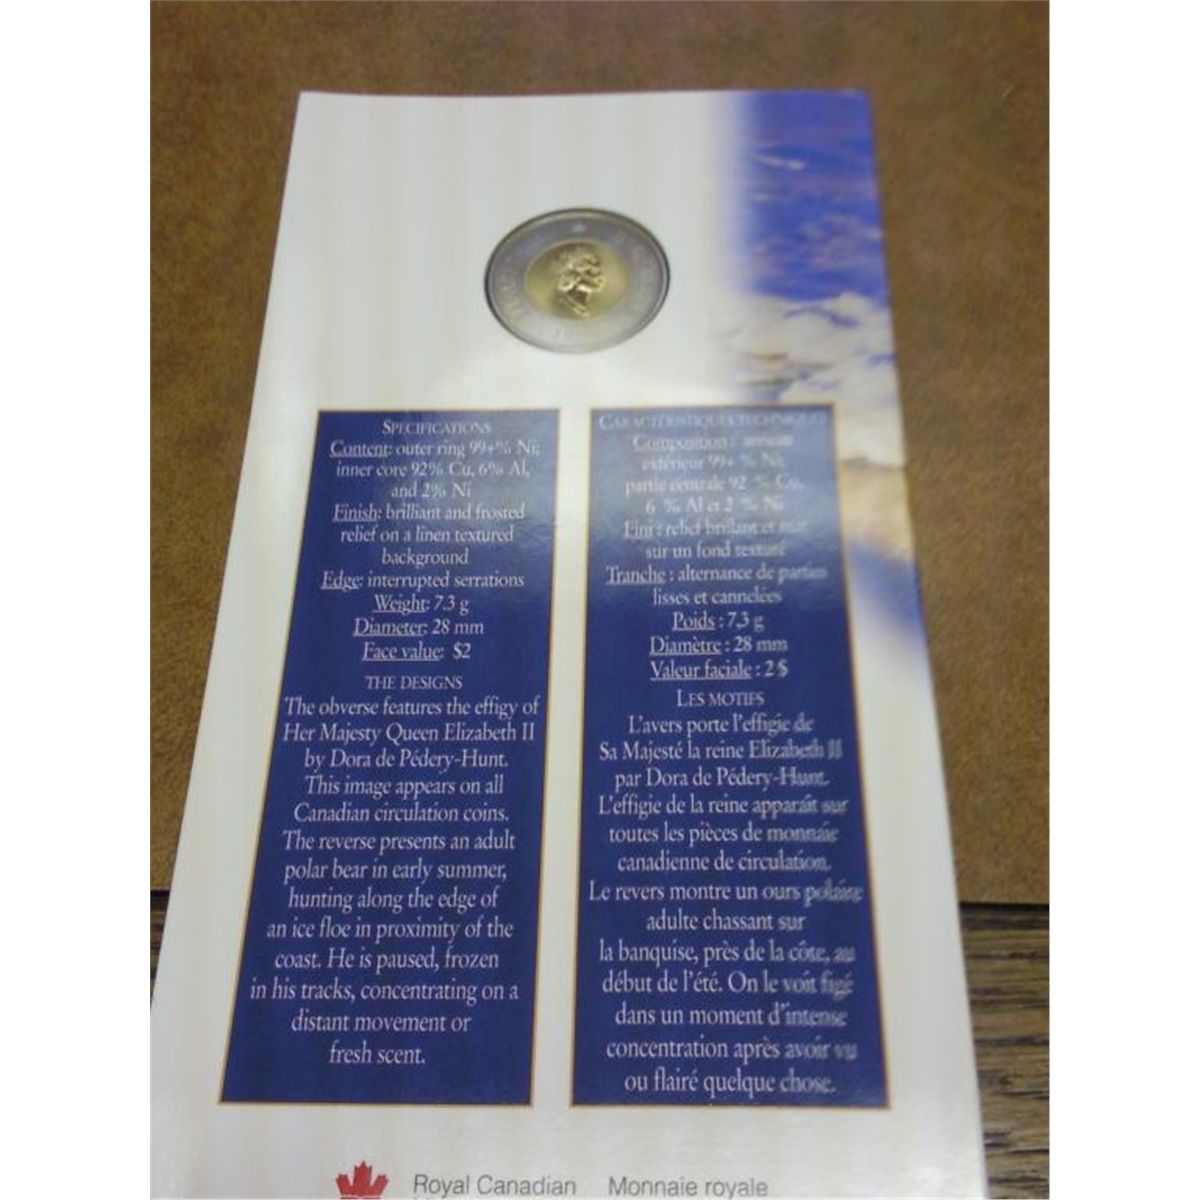 SPECIFICATIONS
Content: outer ring 99+% Ni;
inner core 92% Cu, 6% Al,
and 2% Ni
Finish: brilliant and frosted
relief on a linen textured
background
Edge: interrupted serrations
Weight: 7.3 g
Diameter: 28 mm
Face value: $2
THE DESIGNS
The obverse features the effigy of
Her Majesty Queen Elizabeth II
by Dora de Pédery-Hunt.
This image appears on all
Canadian circulation coins.
The reverse presents an adult
polar bear in early summer,
hunting along the edge of
an ice floe in proximity of the
coast. He is paused, frozen
in his tracks, concentrating on a
distant movement or
fresh scent.
CARACTÉRISTIQUES TECHNIQUES
Composition : anneau
extérieur 99+ % Ni;
partie centrale 92 % Cu,
6 % Al et 2 % Ni
Fini : relief brillant et mat
sur un fond texturé
Tranche : alternance de parties
lisses et cannelées
Poids : 7,3 g
Diamètre : 28 mm
Valeur faciale : 2 $
LES MOTIFS
L'avers porte l'effigie de
Sa Majesté la reine Elizabeth II
par Dora de Pédery-Hunt.
L'effigie de la reine apparaît sur
toutes les pièces de monnaie
canadienne de circulation.
Le revers montre un ours polaire
adulte chassant sur
la banquise, près de la côte, au
début de l'été. On le voit figé
dans un moment d'intense
concentration après avoir vu
ou flairé quelque chose.
Royal Canadian
Monnaie royale